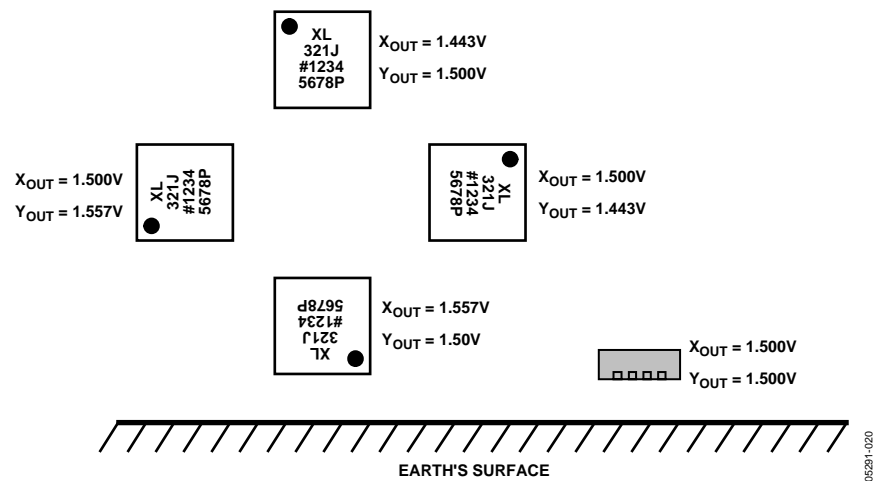 XL
321J
#1234
5678P
XOUT = 1.443V
YOUT = 1.500V
XOUT = 1.500V
YOUT = 1.557V
XL
321J
#1234
5678P
XL
321J
#1234
5678P
XOUT = 1.500V
YOUT = 1.443V
XL
321J
#1234
5678P
XOUT = 1.557V
YOUT = 1.50V
XOUT = 1.500V
YOUT = 1.500V
EARTH'S SURFACE
05291-020